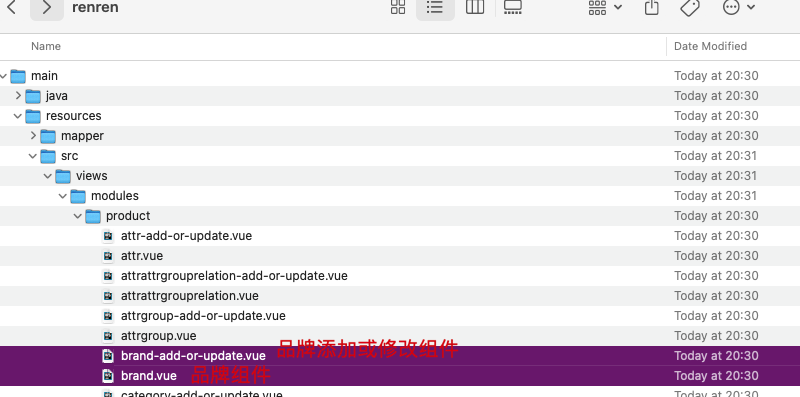 renren
Name Date Modified
main Today at 20:30
java Today at 20:30
resources Today at 20:30
mapper Today at 20:30
src Today at 20:31
views Today at 20:31
modules Today at 20:31
product Today at 20:30
attr-add-or-update.vue Today at 20:30
attr.vue Today at 20:30
attrattrgrouprelation-add-or-update.vue Today at 20:30
attrattrgrouprelation.vue Today at 20:30
attrgroup-add-or-update.vue Today at 20:30
attrgroup.vue Today at 20:30
brand-add-or-update.vue 品牌添加或修改组件 Today at 20:30
brand.vue 品牌组件 Today at 20:30
category-add-or-update.vue Today at 20:30